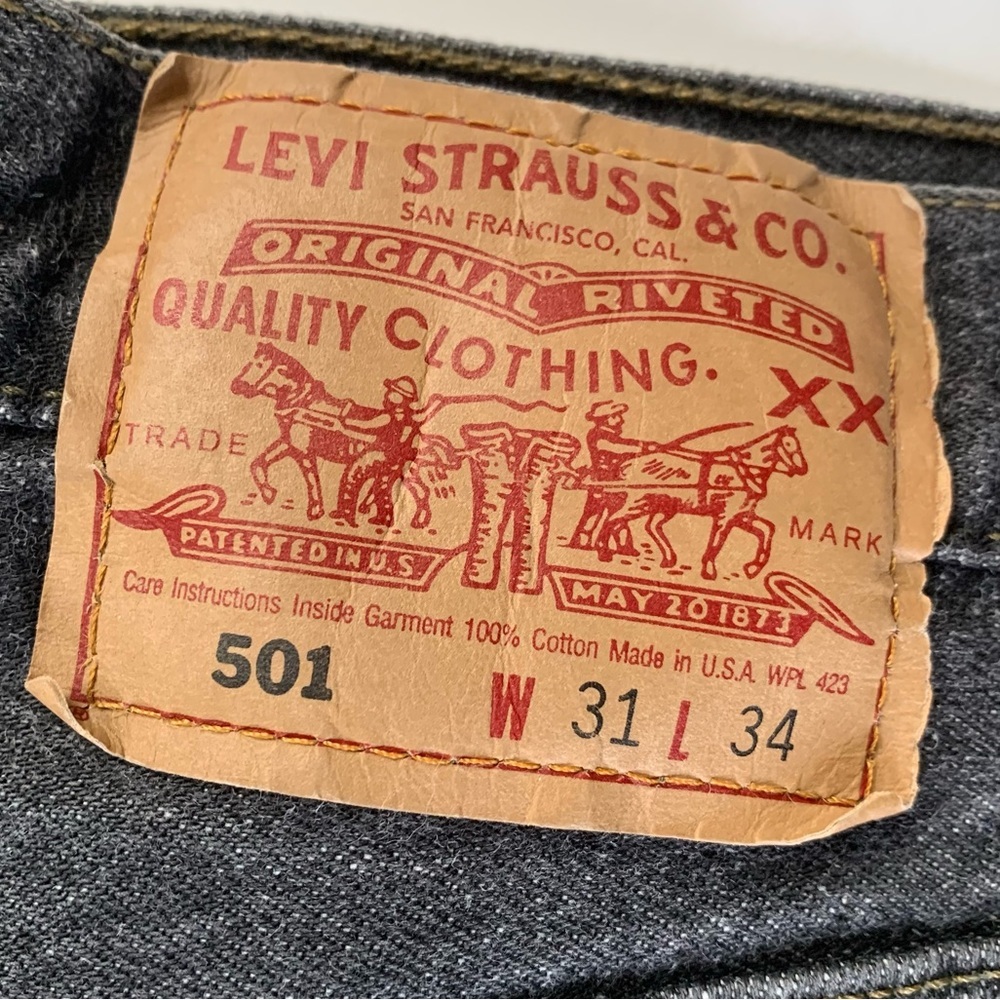 LEVI STRAUSS & CO.
SAN FRANCISCO, CAL.
ORIGINAL RIVETED
QUALITY CLOTHING.
XX
TRADE MARK
PATENTED IN U.S
MAY 20 1873
Care Instructions Inside Garment 100% Cotton Made in U.S.A. WPL 423
501 W 31 L 34